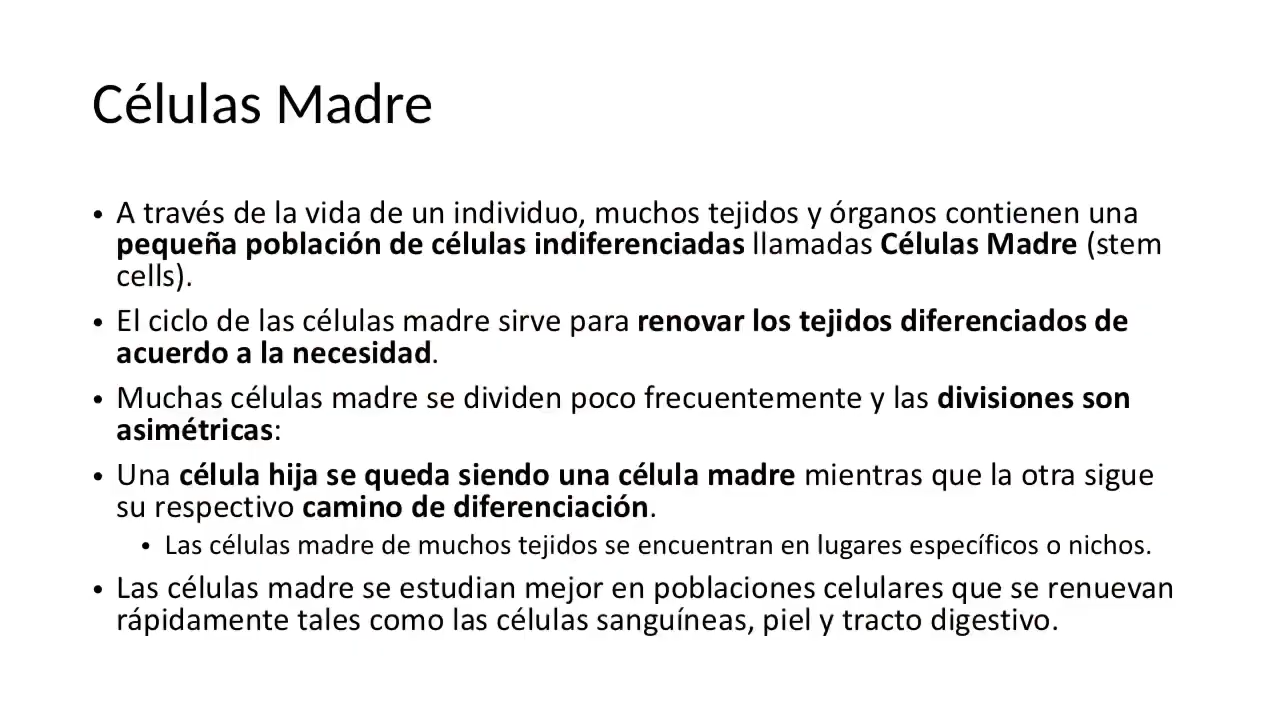 Células Madre
• A través de la vida de un individuo, muchos tejidos y órganos contienen una
pequeña población de células indiferenciadas llamadas Células Madre (stem
cells).
• El ciclo de las células madre sirve para renovar los tejidos diferenciados de
acuerdo a la necesidad.
• Muchas células madre se dividen poco frecuentemente y las divisiones son
asimétricas:
• Una célula hija se queda siendo una célula madre mientras que la otra sigue
su respectivo camino de diferenciación.
• Las células madre de muchos tejidos se encuentran en lugares específicos o nichos.
• Las células madre se estudian mejor en poblaciones celulares que se renuevan
rápidamente tales como las células sanguíneas, piel y tracto digestivo.